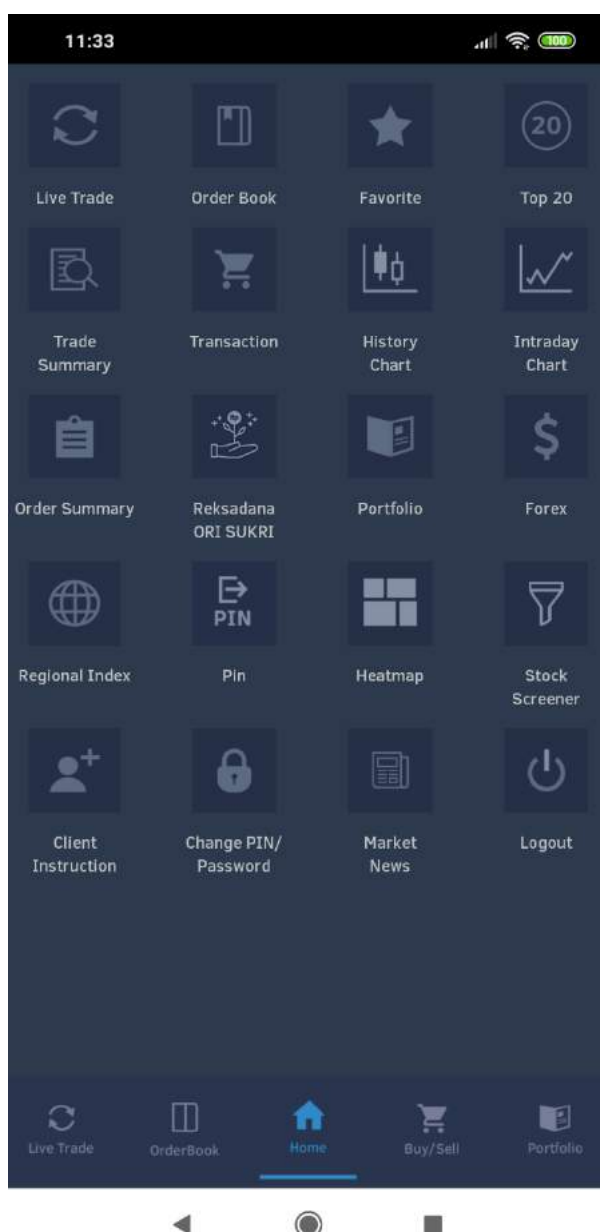 11:33
100
20
Live Trade
Order Book
Favorite
Top 20
Trade
Summary
Transaction
History
Chart
Intraday
Chart
Order Summary
Reksadana
ORI SUKRI
Portfolio
Forex
PIN
Regional Index
Pin
Heatmap
Stock
Screener
Client
Instruction
Change PIN/
Password
Market
News
Logout
Live Trade
OrderBook
Home
Buy/Sell
Portfolio